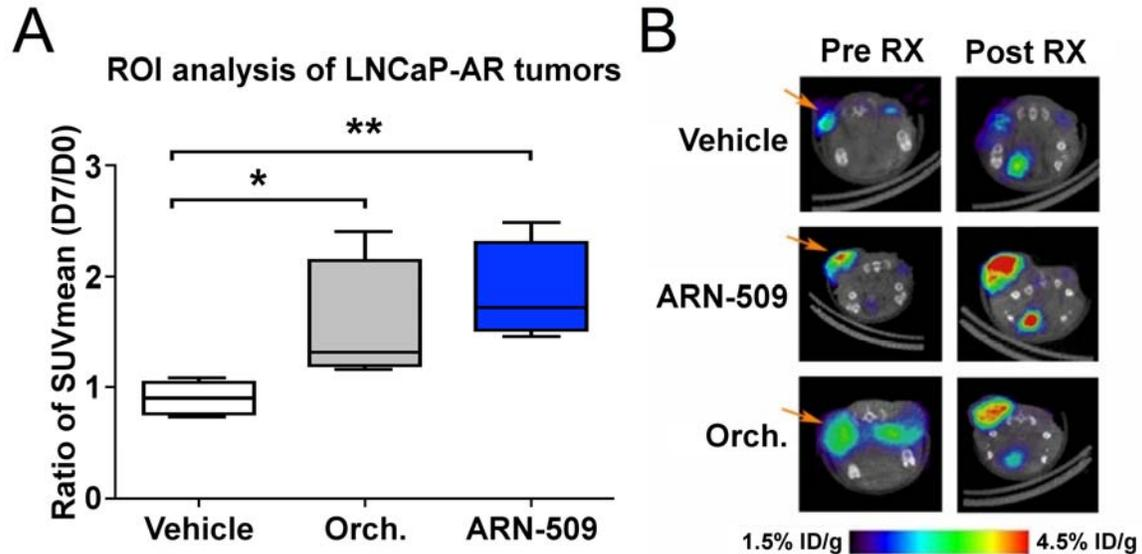 A
ROI analysis of LNCaP-AR tumors
**
*
Ratio of SUVmean (D7/D0)
3
2
1
0
Vehicle
Orch.
ARN-509
B
Pre RX
Post RX
Vehicle
ARN-509
Orch.
1.5% ID/g
4.5% ID/g